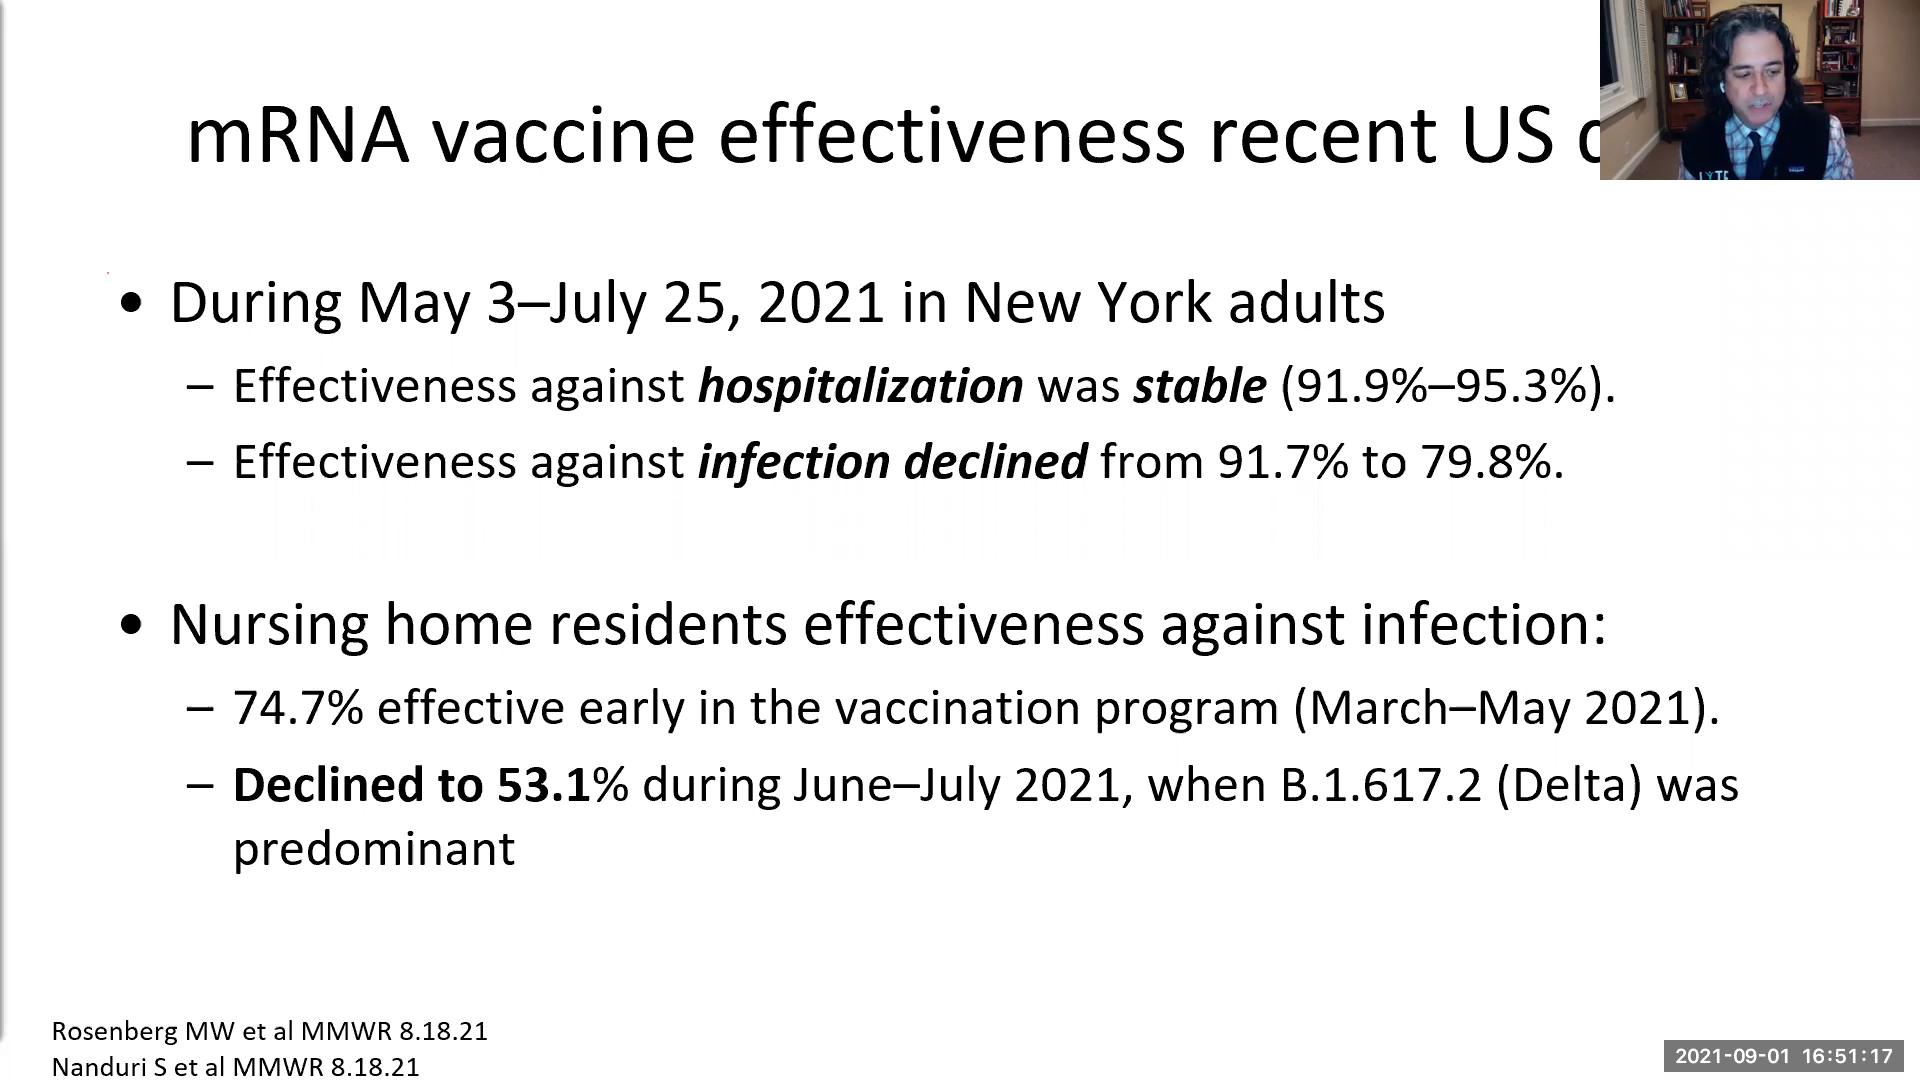 mRNA vaccine effectiveness recent US
• During May 3–July 25, 2021 in New York adults
– Effectiveness against hospitalization was stable (91.9%–95.3%).
– Effectiveness against infection declined from 91.7% to 79.8%.
• Nursing home residents effectiveness against infection:
– 74.7% effective early in the vaccination program (March–May 2021).
– Declined to 53.1% during June–July 2021, when B.1.617.2 (Delta) was
predominant
Rosenberg MW et al MMWR 8.18.21
Nanduri S et al MMWR 8.18.21
2021-09-01 16:51:17